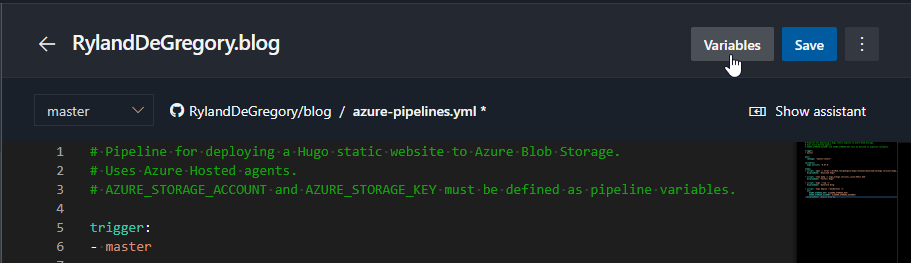 RylandDeGregory.blog
Variables
Save
master
RylandDeGregory/blog / azure-pipelines.yml *
Show assistant
1 # Pipeline for deploying a Hugo static website to Azure Blob Storage.
2 # Uses Azure Hosted agents.
3 # AZURE_STORAGE_ACCOUNT and AZURE_STORAGE_KEY must be defined as pipeline variables.
4
5 trigger:
6 - master